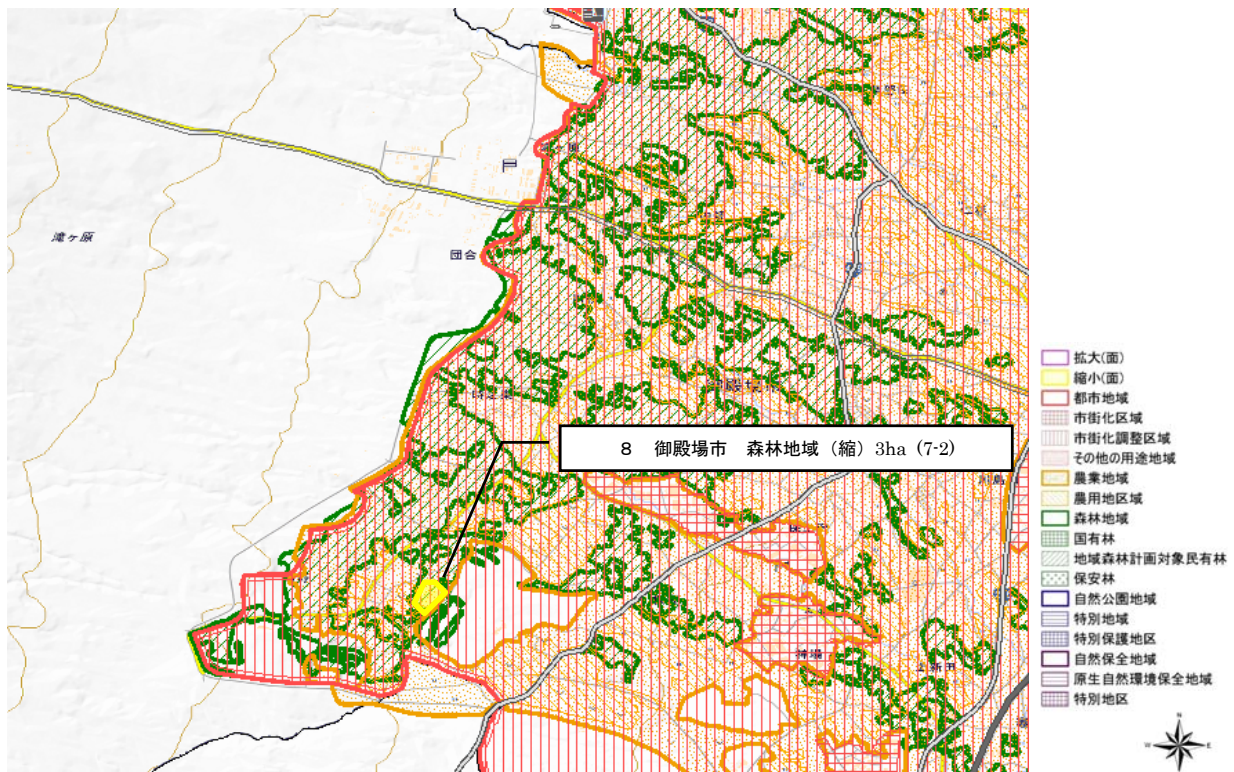 戸
滝ヶ原
団合
8 御殿場市 森林地域（縮）3ha (7-2)
神場
上新田
拡大(面)
縮小(面)
都市地域
市街化区域
市街化調整区域
その他の用途地域
農業地域
農用地区域
森林地域
国有林
地域森林計画対象民有林
保安林
自然公園地域
特別地域
特別保護地区
自然保全地域
原生自然環境保全地域
特別地区
N
W
E
S